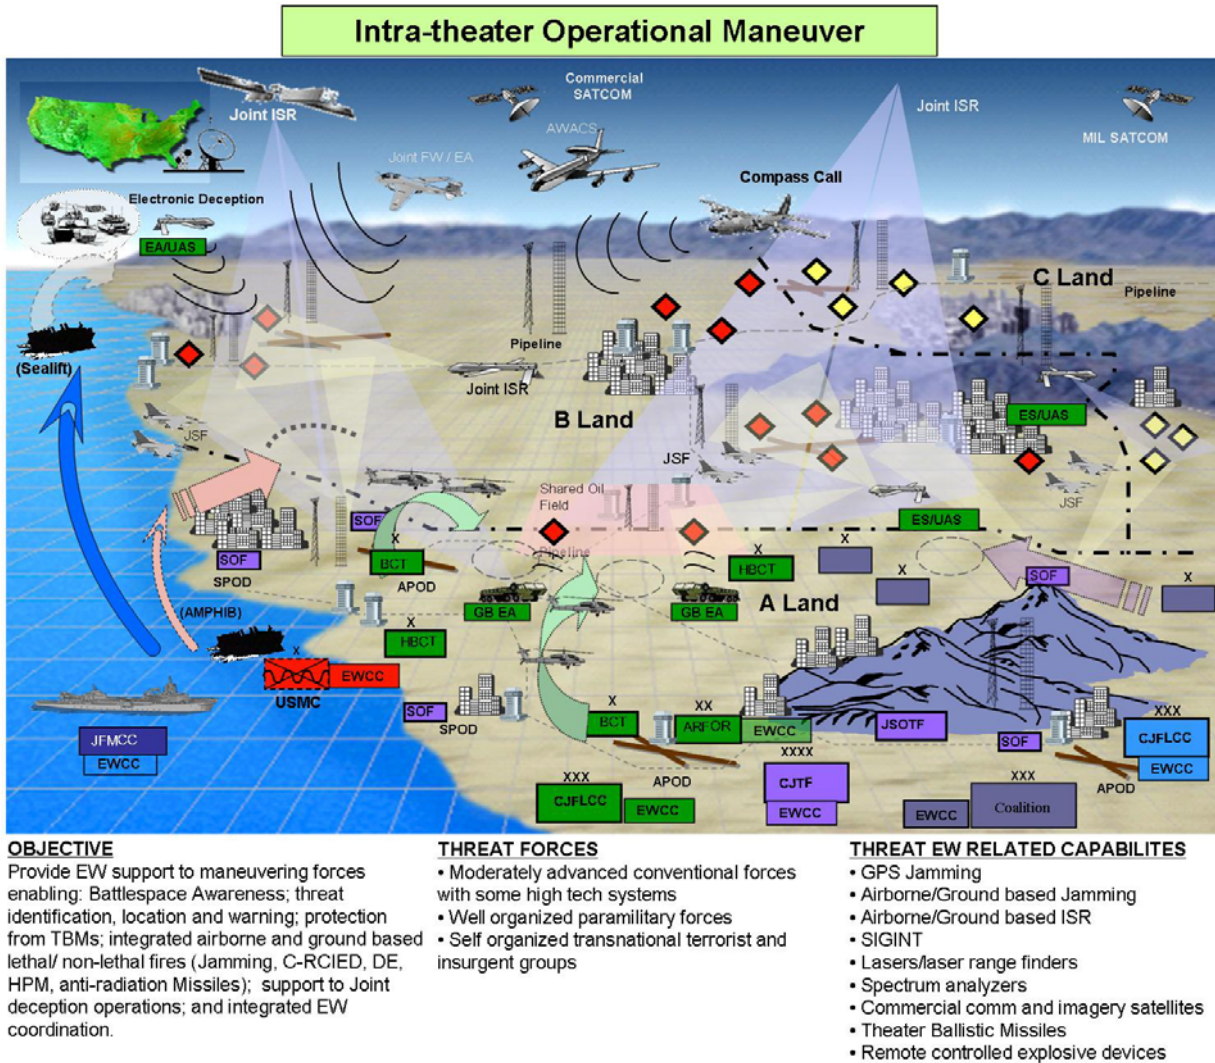 Intra-theater Operational Maneuver
Commercial
SATCOM
Joint ISR
Joint ISR
MIL SATCOM
AWACS
Joint FW / EA
Compass Call
Electronic Deception
EA/UAS
C Land
Pipeline
(Sealift)
Pipeline
Joint ISR
B Land
ES/UAS
JSF
JSF
JSF
Shared Oil
Field
SOF
ES/UAS
X
X
X
SOF
BCT
Pipeline
HBCT
X
SOF
X
SPOD
APOD
(AMPHIB)
GB EA
GB EA
A Land
X
HBCT
X
EWCC
USMC
SOF
SPOD
X
BCT
XX
ARFOR
EWCC
JSOTF
SOF
XXX
CJFLCC
EWCC
JFMCC
EWCC
XXXX
APOD
APOD
XXX
CJFLCC
EWCC
CJTF
EWCC
XXX
EWCC
Coalition
OBJECTIVE
Provide EW support to maneuvering forces
enabling: Battlespace Awareness; threat
identification, location and warning; protection
from TBMs; integrated airborne and ground based
lethal/ non-lethal fires (Jamming, C-RCIED, DE,
HPM, anti-radiation Missiles); support to Joint
deception operations; and integrated EW
coordination.
THREAT FORCES
• Moderately advanced conventional forces
with some high tech systems
• Well organized paramilitary forces
• Self organized transnational terrorist and
insurgent groups
THREAT EW RELATED CAPABILITES
• GPS Jamming
• Airborne/Ground based Jamming
• Airborne/Ground based ISR
• SIGINT
• Lasers/laser range finders
• Spectrum analyzers
• Commercial comm and imagery satellites
• Theater Ballistic Missiles
• Remote controlled explosive devices